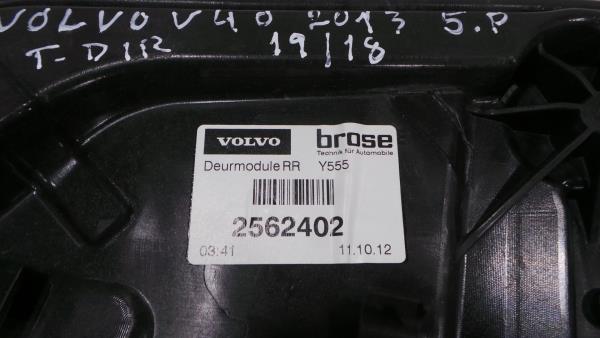 VOLVO V40 2013 5.P
T-DIR 19/18
VOLVO brose
Technik für Automobile
Deurmodule RR Y555
2562402
03:41 11.10.12